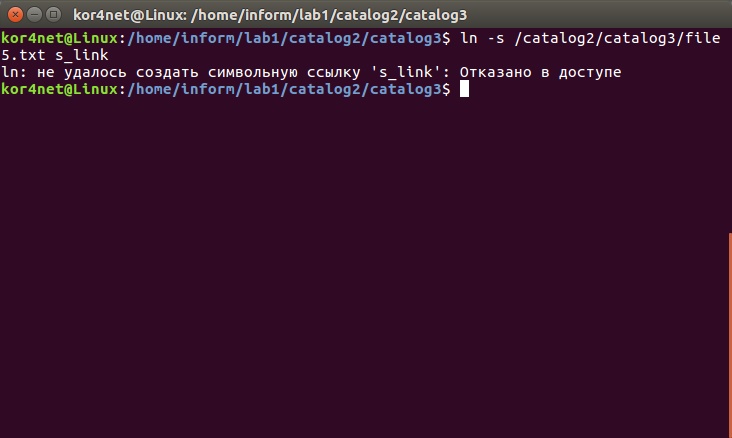 kor4net@Linux: /home/inform/lab1/catalog2/catalog3
kor4net@Linux:/home/inform/lab1/catalog2/catalog3$ ln -s /catalog2/catalog3/file
5.txt s_link
ln: не удалось создать символьную ссылку 's_link': Отказано в доступе
kor4net@Linux:/home/inform/lab1/catalog2/catalog3$